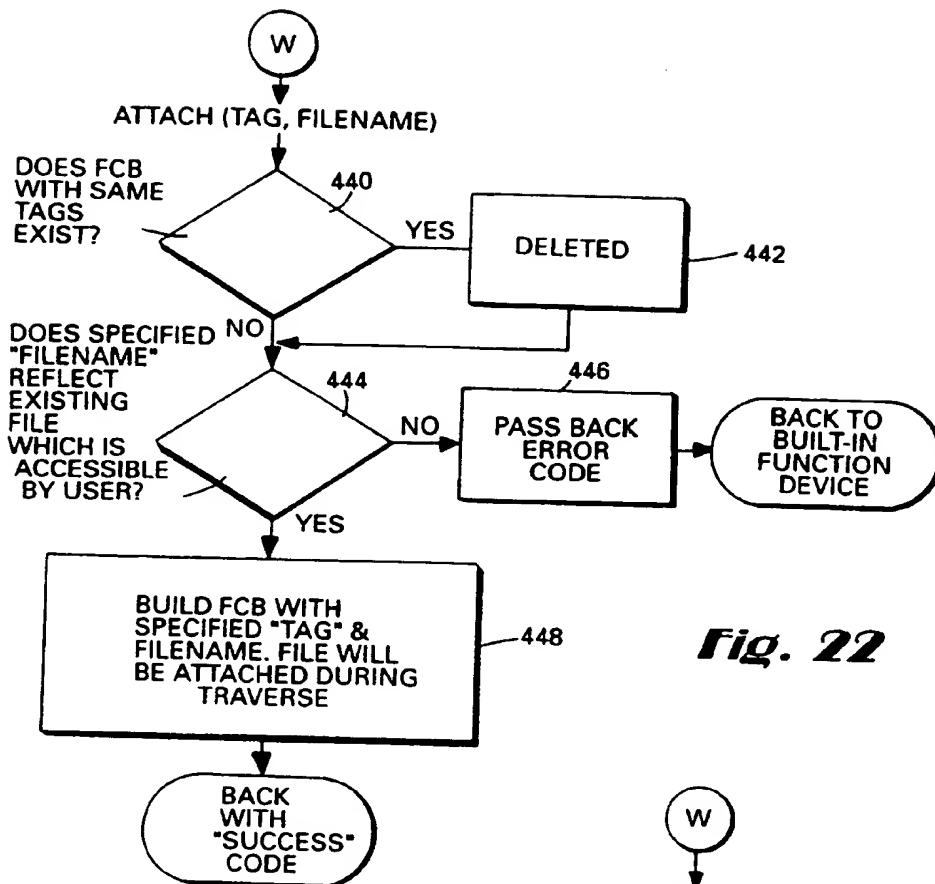 W
ATTACH (TAG, FILENAME)
DOES FCB
WITH SAME
TAGS
EXIST?
440
YES
DELETED
442
NO
DOES SPECIFIED
"FILENAME"
REFLECT
EXISTING
FILE
WHICH IS
ACCESSIBLE
BY USER?
444
NO
446
PASS BACK
ERROR
CODE
BACK TO
BUILT-IN
FUNCTION
DEVICE
YES
BUILD FCB WITH
SPECIFIED "TAG" &
FILENAME. FILE WILL
BE ATTACHED DURING
TRAVERSE
448
Fig. 22
BACK
WITH
"SUCCESS"
CODE
W